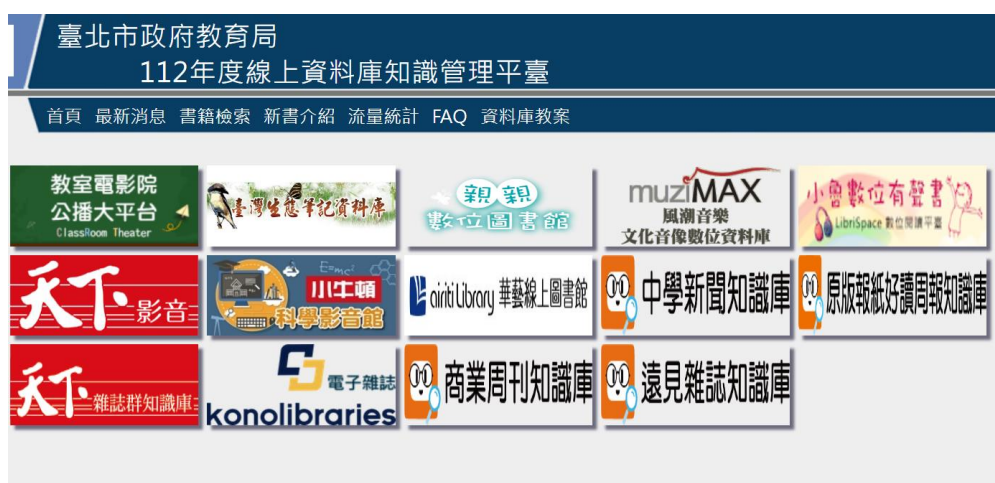 臺北市政府教育局
112年度線上資料庫知識管理平臺
首頁 最新消息 書籍檢索 新書介紹 流量統計 FAQ 資料庫教案
教室電影院
公播大平台
ClassRoom Theater
臺灣生態筆記資料庫
親親
數位圖書館
muziMAX
風潮音樂
文化音像數位資料庫
小魯數位有聲書
LibriSpace 數位閱讀平臺
天下影音
E=mc²
小牛頓
科學影音館
airiti Library 華藝線上圖書館
中學新聞知識庫
原版報紙好讀周報知識庫
天下雜誌群知識庫
電子雜誌
konolibraries
商業周刊知識庫
遠見雜誌知識庫